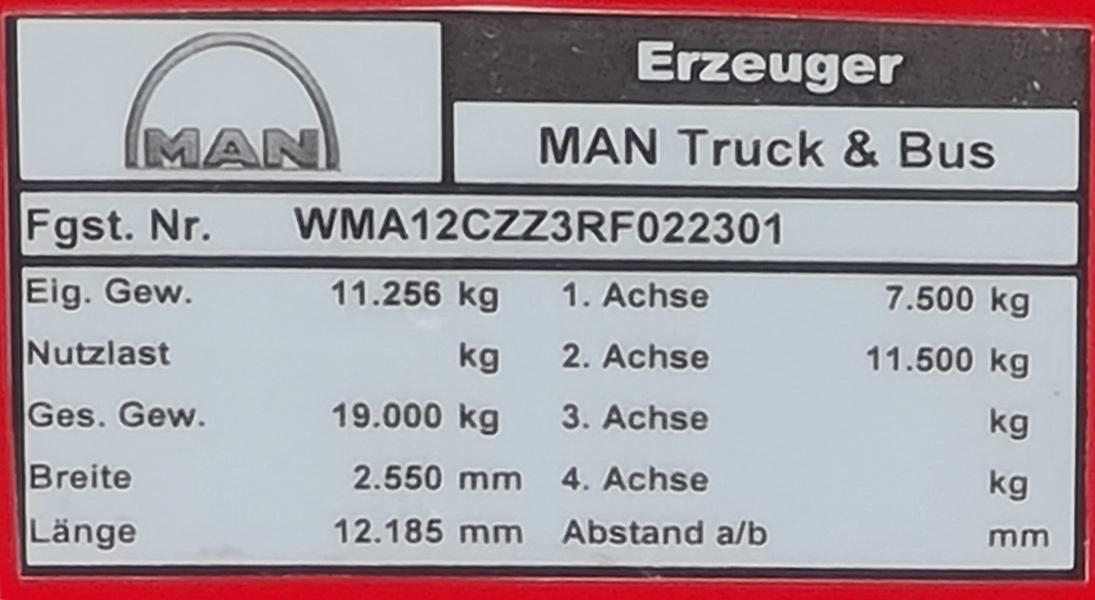 MAN
Erzeuger
MAN Truck & Bus
Fgst. Nr. WMA12CZZ3RF022301
Eig. Gew. 11.256 kg 1. Achse 7.500 kg
Nutzlast kg 2. Achse 11.500 kg
Ges. Gew. 19.000 kg 3. Achse kg
Breite 2.550 mm 4. Achse kg
Länge 12.185 mm Abstand a/b mm